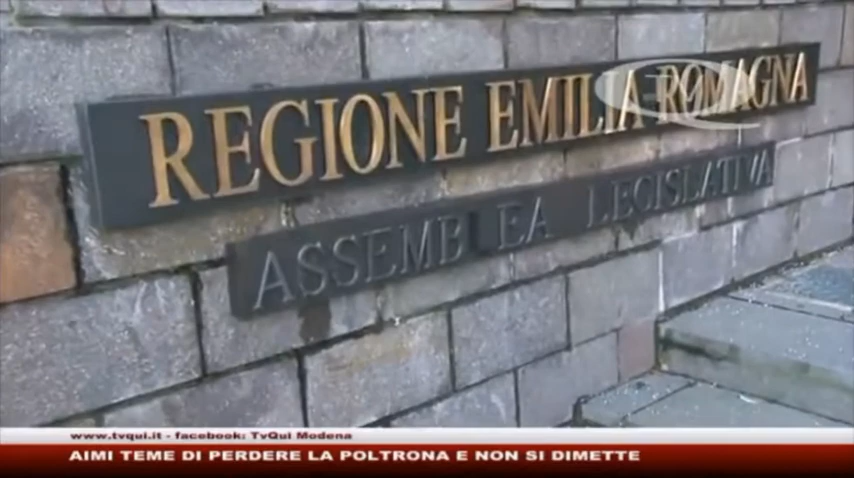 REGIONE EMILIA ROMAGNA
ASSEMBLEA LEGISLATIVA
www.tvqui.it - facebook: TvQui Modena
AIMI TEME DI PERDERE LA POLTRONA E NON SI DIMETTE